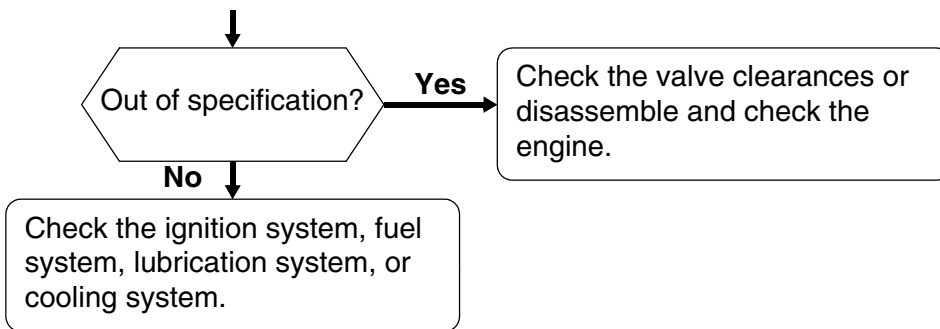 Out of specification?
Yes
Check the valve clearances or
disassemble and check the
engine.
No
Check the ignition system, fuel
system, lubrication system, or
cooling system.